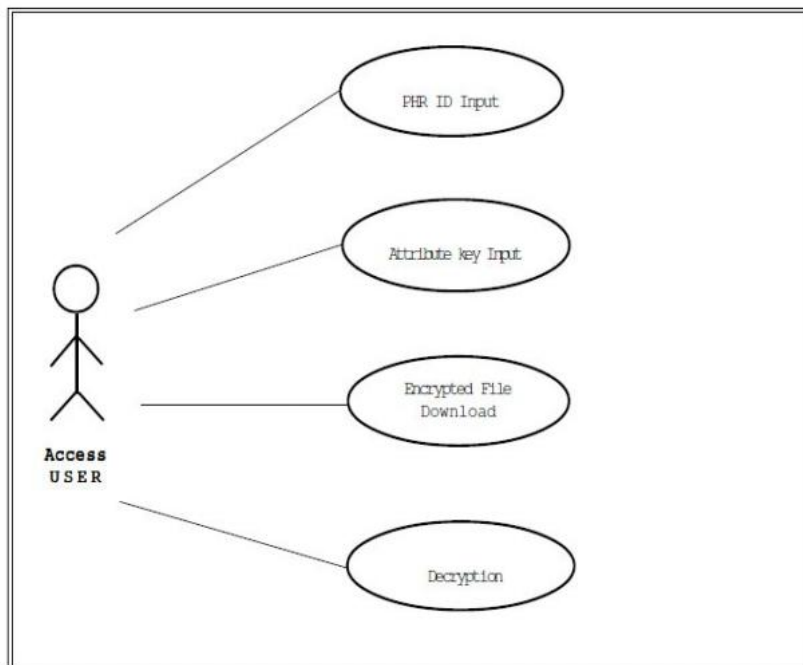 PHR ID Input
Attribute key Input
Encrypted File
Download
Access
USER
Decryption